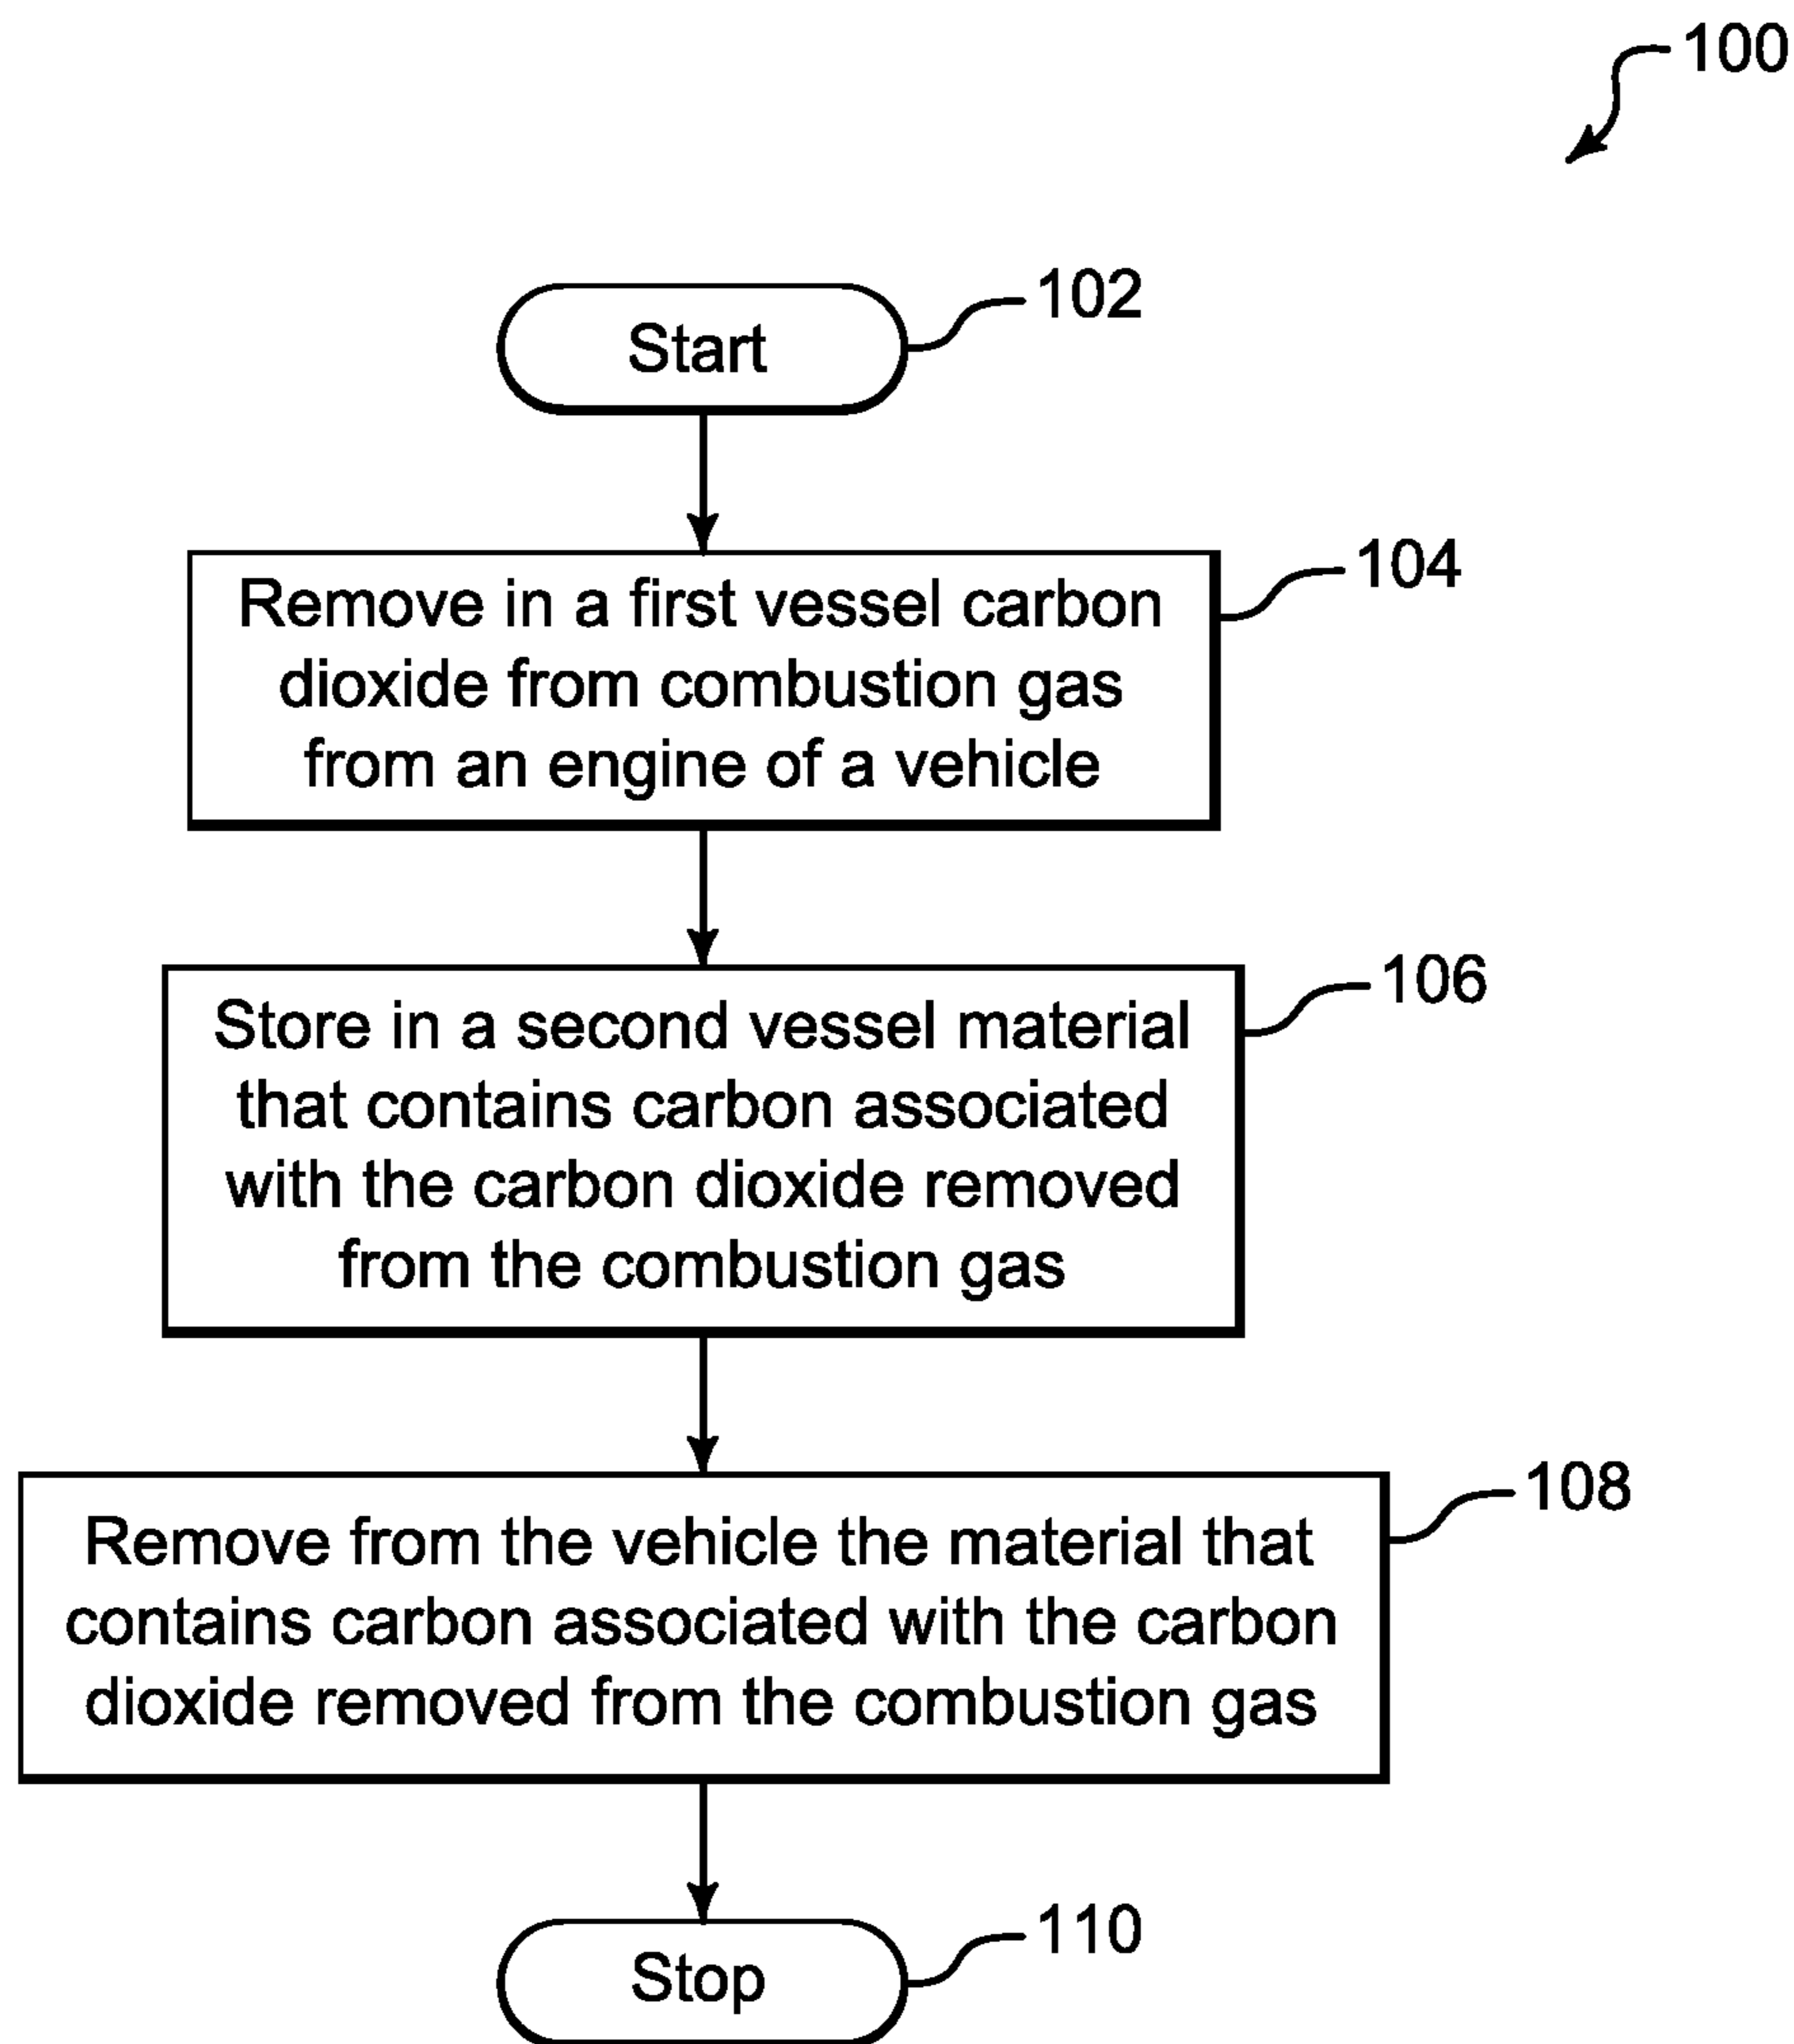 100
Start
102
Remove in a first vessel carbon
dioxide from combustion gas
from an engine of a vehicle
104
Store in a second vessel material
that contains carbon associated
with the carbon dioxide removed
from the combustion gas
106
Remove from the vehicle the material that
contains carbon associated with the carbon
dioxide removed from the combustion gas
108
Stop
110